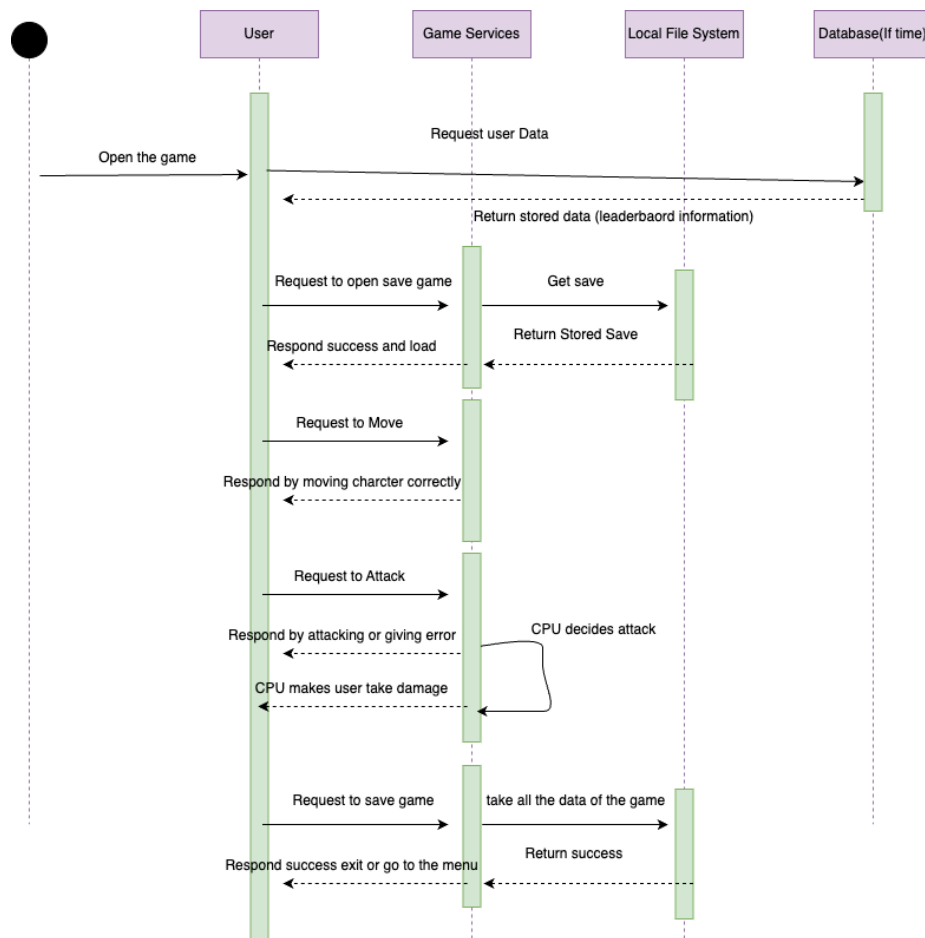 User
Game Services
Local File System
Database(If time)
Request user Data
Open the game
Return stored data (leaderbaord information)
Request to open save game
Get save
Return Stored Save
Respond success and load
Request to Move
Respond by moving charcter correctly
Request to Attack
CPU decides attack
Respond by attacking or giving error
CPU makes user take damage
Request to save game
take all the data of the game
Return success
Respond success exit or go to the menu